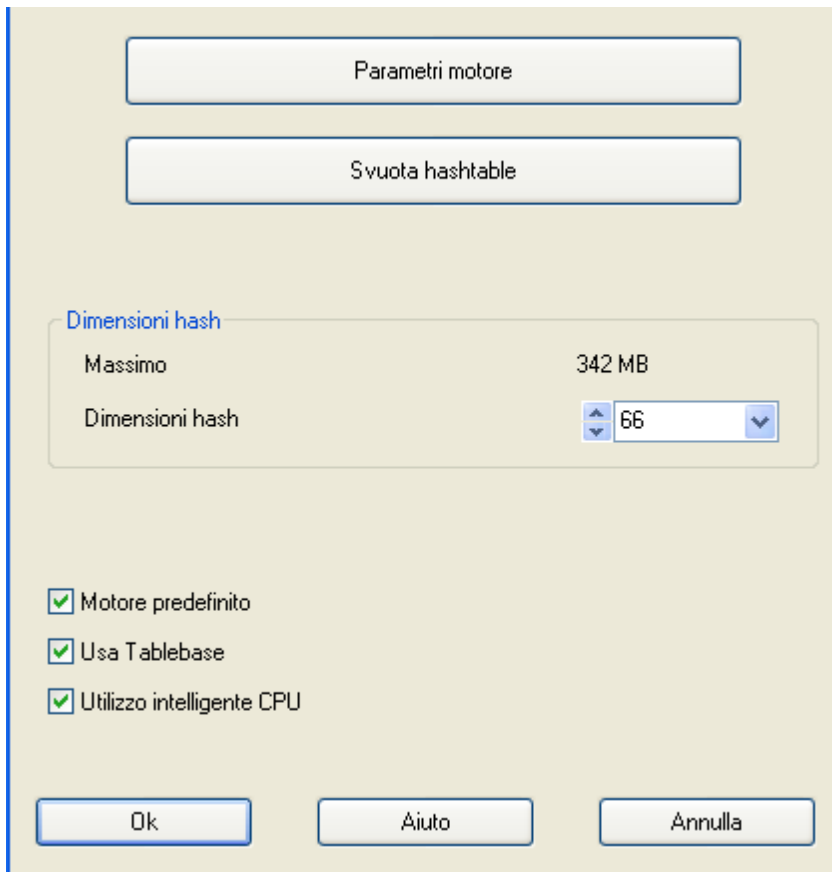 Parametri motore
Svuota hashtable
Dimensioni hash
Massimo 342 MB
Dimensioni hash 66
Motore predefinito
Usa Tablebase
Utilizzo intelligente CPU
Ok Aiuto Annulla